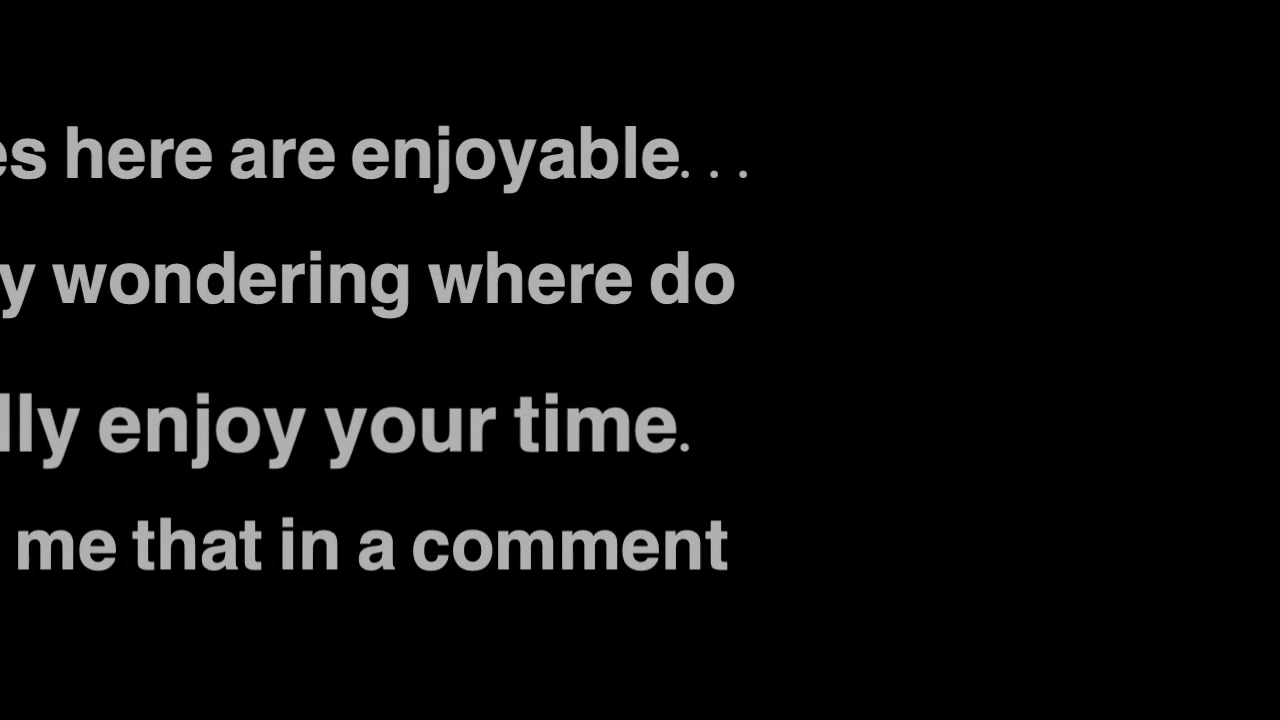 es here are enjoyable. . .
y wondering where do
lly enjoy your time.
me that in a comment